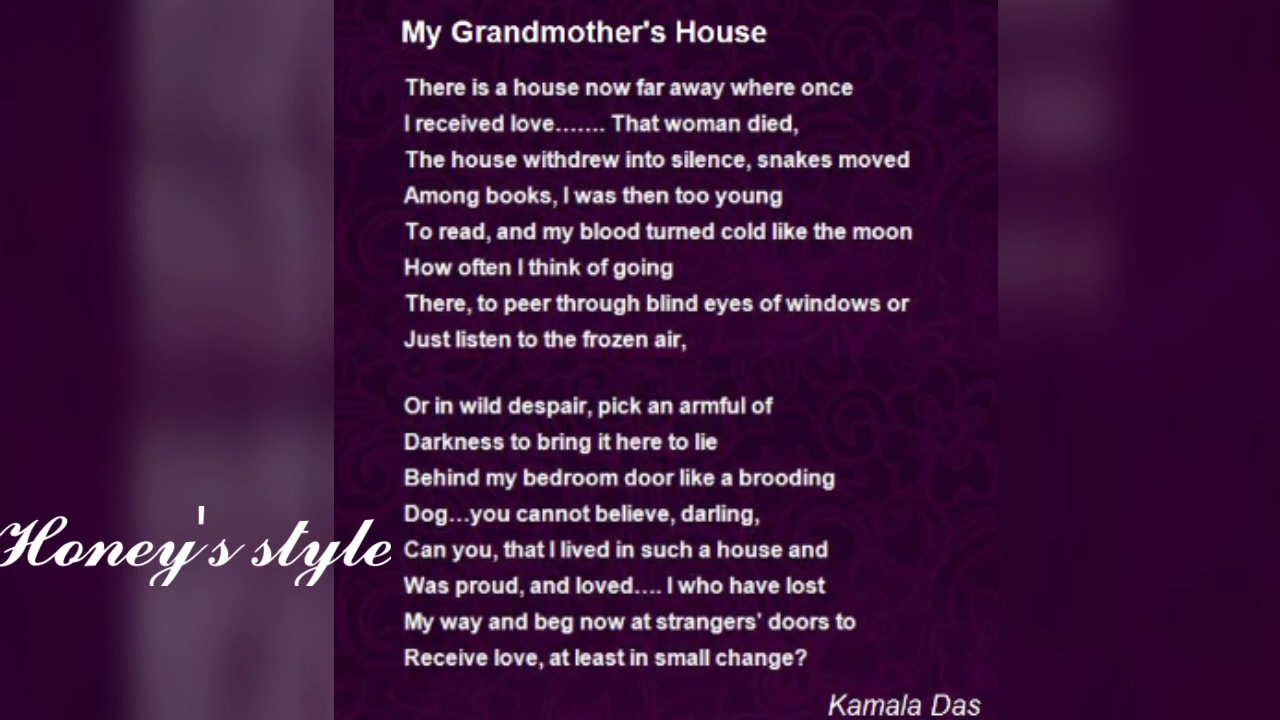 My Grandmother's House
There is a house now far away where once
I received love....... That woman died,
The house withdrew into silence, snakes moved
Among books, I was then too young
To read, and my blood turned cold like the moon
How often I think of going
There, to peer through blind eyes of windows or
Just listen to the frozen air,
Or in wild despair, pick an armful of
Darkness to bring it here to lie
Behind my bedroom door like a brooding
Dog...you cannot believe, darling,
Can you, that I lived in such a house and
Was proud, and loved.... I who have lost
My way and beg now at strangers' doors to
Receive love, at least in small change?
Kamala Das
Honey's style